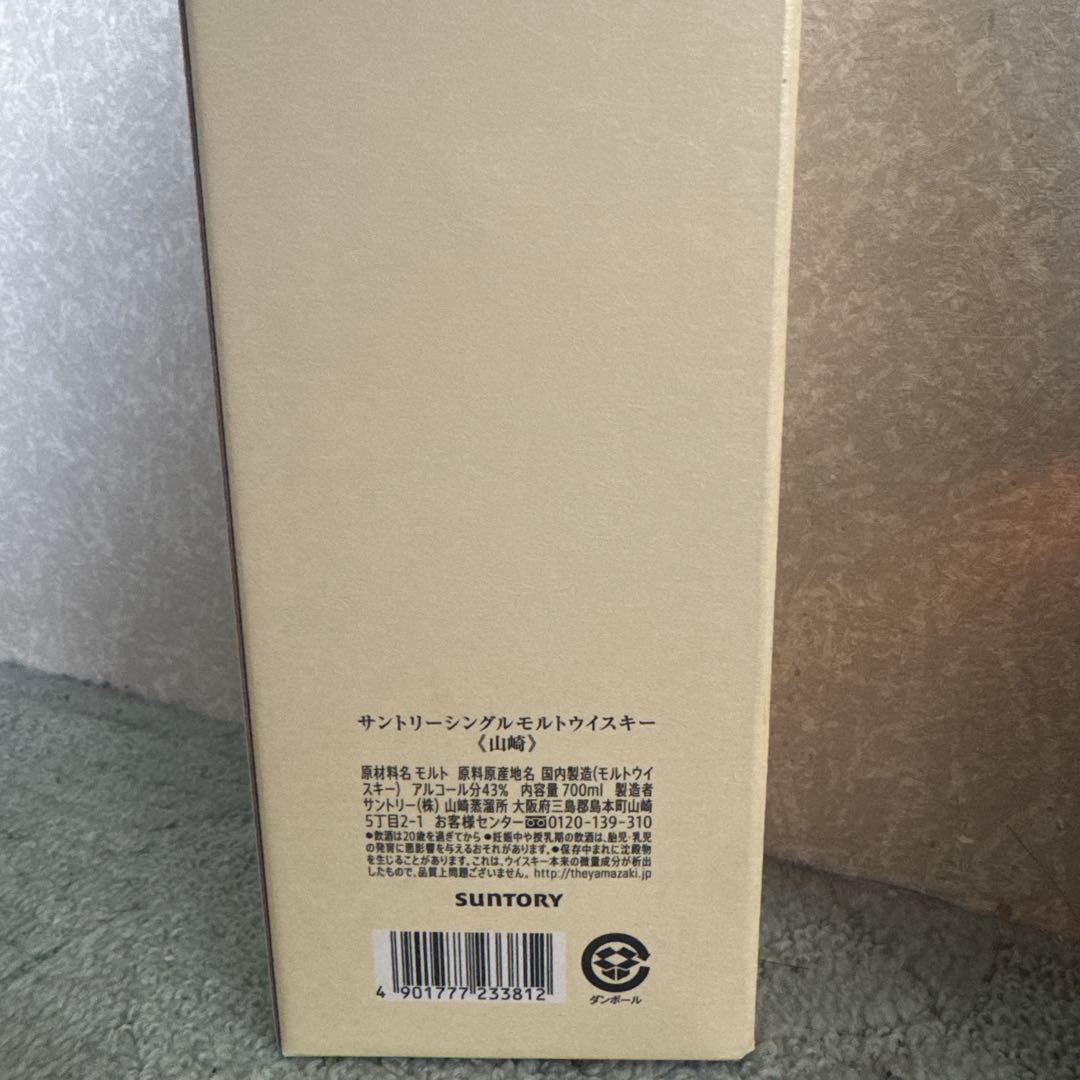 サントリーシングルモルトウイスキー
《山崎》
原材料名 モルト 原料原産地名 国内製造(モルトウイ
スキー) アルコール分43% 内容量 700ml 製造者
サントリー(株) 山崎蒸溜所 大阪府三島郡島本町山崎
5丁目2-1 お客様センター 0120-139-310
●飲酒は20歳を過ぎてから ●妊娠中や授乳期の飲酒は、胎児・乳児
の発育に悪影響を与えるおそれがあります。●保存中まれに沈殿物
を生じることがあります。これは、ウイスキー本来の微量成分が析出
したもので、品質上問題ございません。 http://theyamazaki.jp
SUNTORY
4 901777 233812
ダンボール